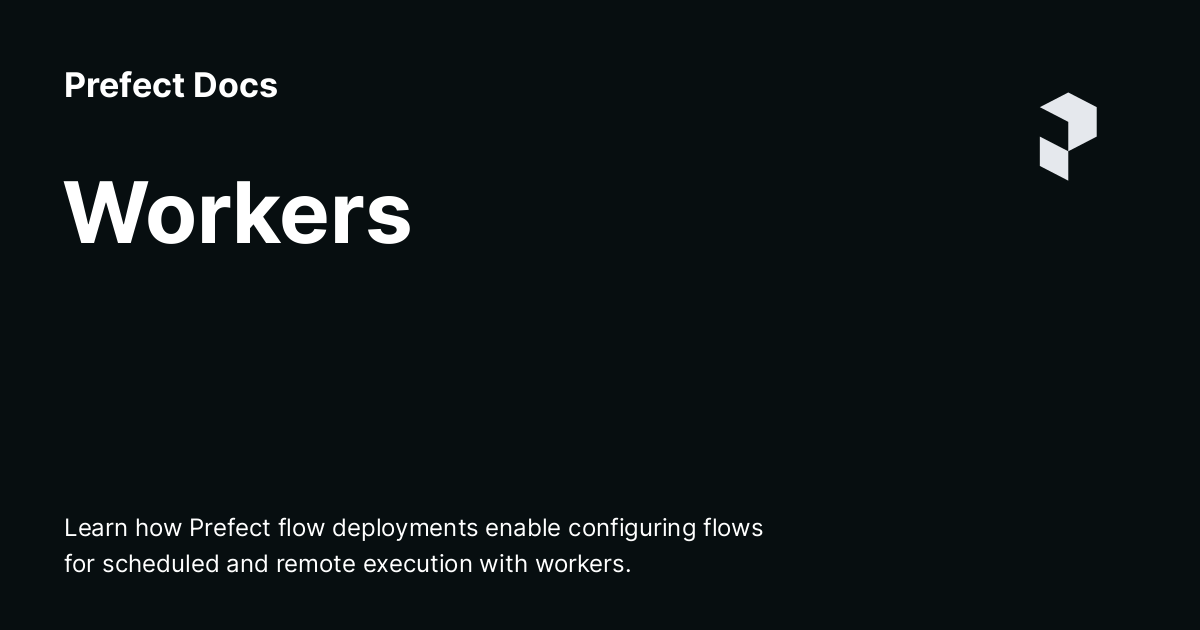 Prefect Docs
Workers
Learn how Prefect flow deployments enable configuring flows
for scheduled and remote execution with workers.